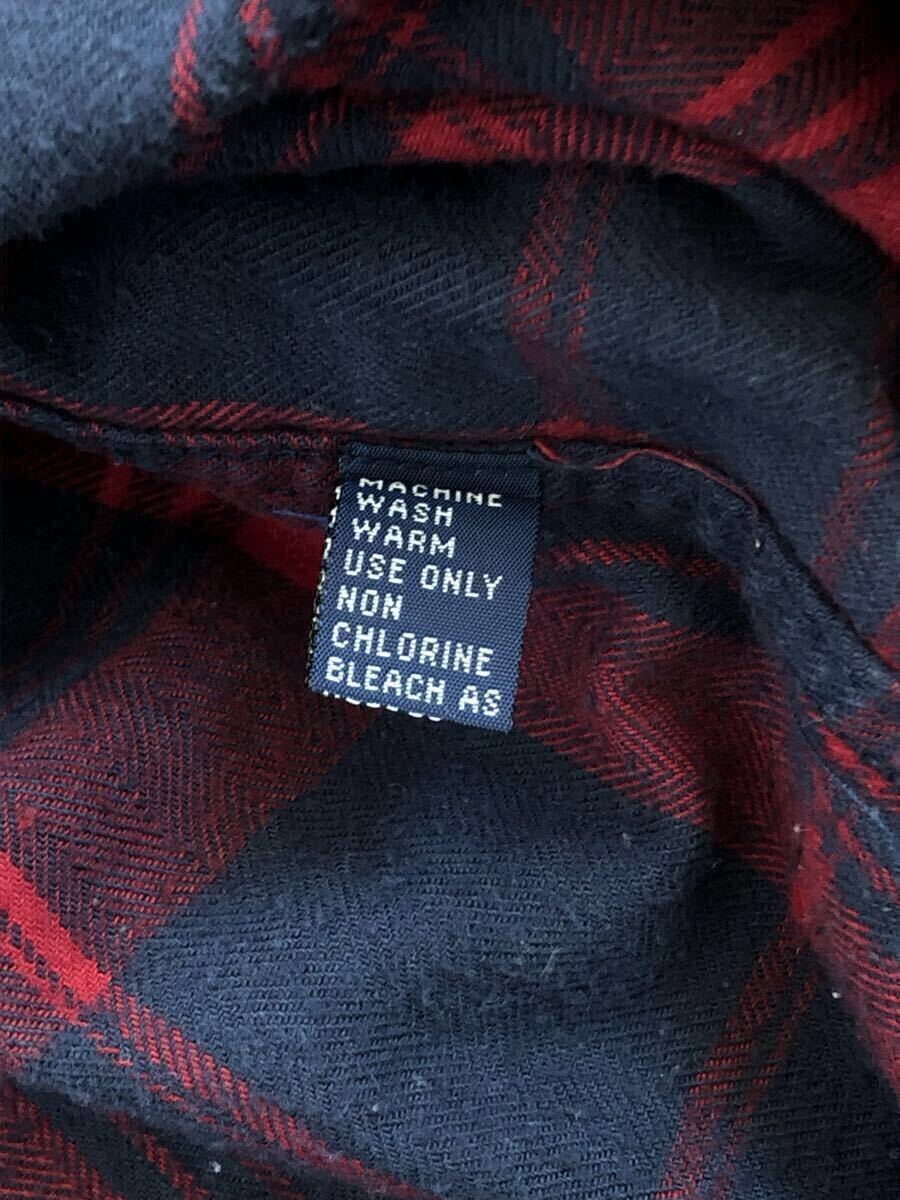 MACHINE
WASH
WARM
USE ONLY
NON
CHLORINE
BLEACH AS